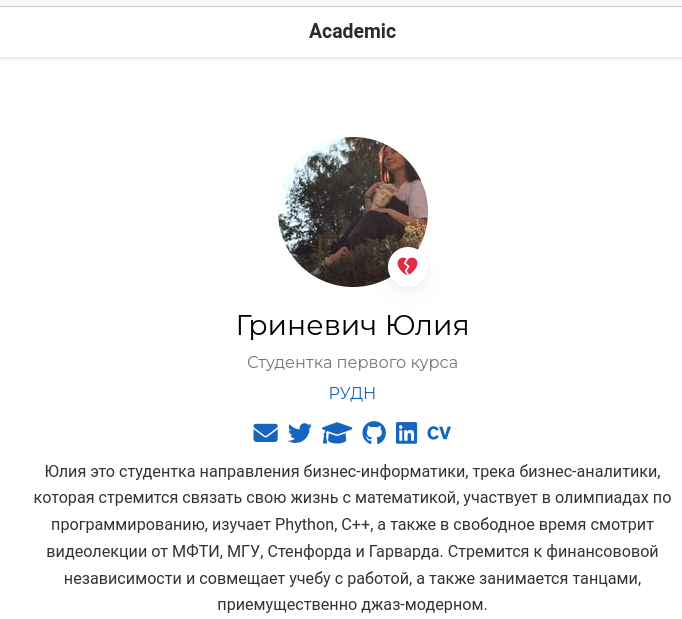 Academic
Гриневич Юлия
Студентка первого курса
РУДН
CV
Юлия это студентка направления бизнес-информатики, трека бизнес-аналитики,
которая стремится связать свою жизнь с математикой, участвует в олимпиадах по
программированию, изучает Phython, C++, а также в свободное время смотрит
видеолекции от МФТИ, МГУ, Стенфорда и Гарварда. Стремится к финансововой
независимости и совмещает учебу с работой, а также занимается танцами,
приемущественно джаз-модерном.